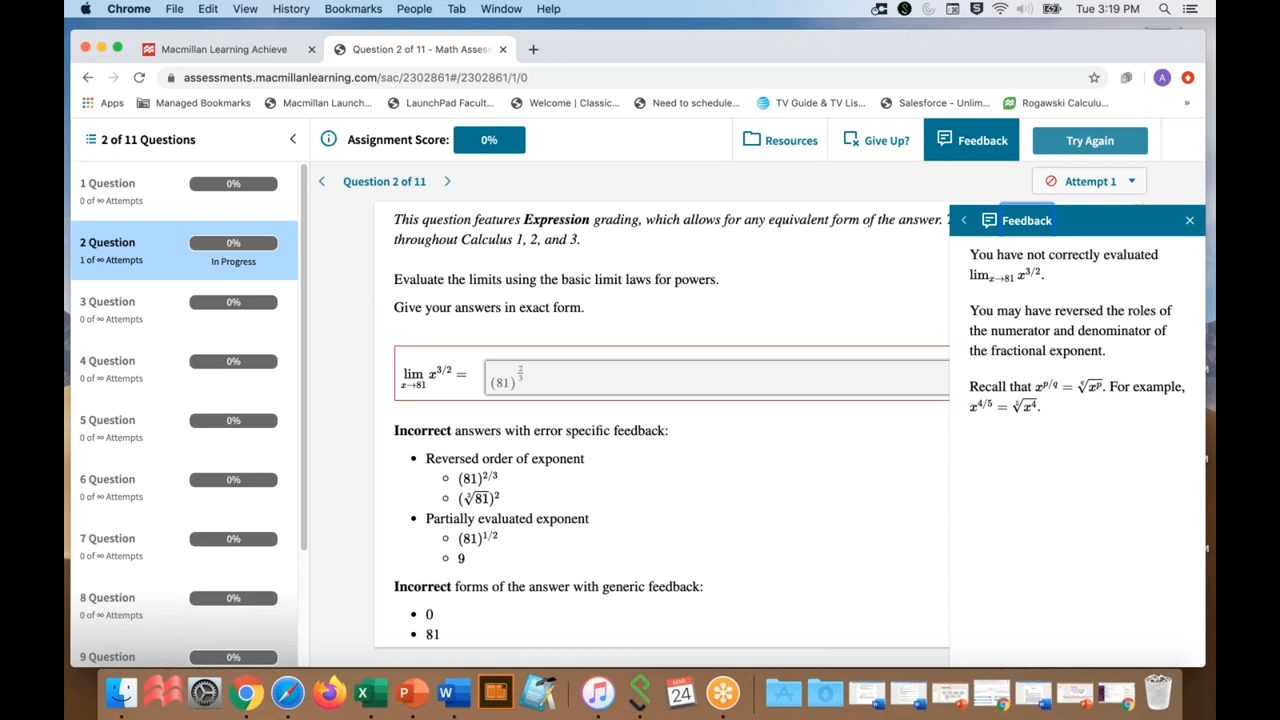 Chrome File Edit View History Bookmarks People Tab Window Help Tue 3:19 PM
Macmillan Learning Achieve
Question 2 of 11 - Math Asses
assessments.macmillanlearning.com/sac/2302861#/2302861/1/0
A
Apps Managed Bookmarks Macmillan Launch... LaunchPad Facult... Welcome | Classic... Need to schedule... TV Guide & TV Lis... Salesforce - Unlim... Rogawski Calculu... »
2 of 11 Questions
Assignment Score: 0%
Resources
Give Up?
Feedback
Try Again
Question 2 of 11
Attempt 1
1 Question 0%
0 of ∞ Attempts
2 Question 0%
1 of ∞ Attempts In Progress
3 Question 0%
0 of ∞ Attempts
4 Question 0%
0 of ∞ Attempts
5 Question 0%
0 of ∞ Attempts
6 Question 0%
0 of ∞ Attempts
7 Question 0%
0 of ∞ Attempts
8 Question 0%
0 of ∞ Attempts
9 Question 0%
This question features Expression grading, which allows for any equivalent form of the answer.
throughout Calculus 1, 2, and 3.
Evaluate the limits using the basic limit laws for powers.
Give your answers in exact form.
lim x→81 x^{3/2} = (81)^{2/3}
Incorrect answers with error specific feedback:
• Reversed order of exponent
○ (81)^{2/3}
○ (∛81)^2
• Partially evaluated exponent
○ (81)^{1/2}
○ 9
Incorrect forms of the answer with generic feedback:
• 0
• 81
Feedback
You have not correctly evaluated
lim_{x→81} x^{3/2}.
You may have reversed the roles of
the numerator and denominator of
the fractional exponent.
Recall that x^{p/q} = \sqrt[q]{x^p}. For example,
x^{4/5} = \sqrt[5]{x^4}.
X P W MAR 24